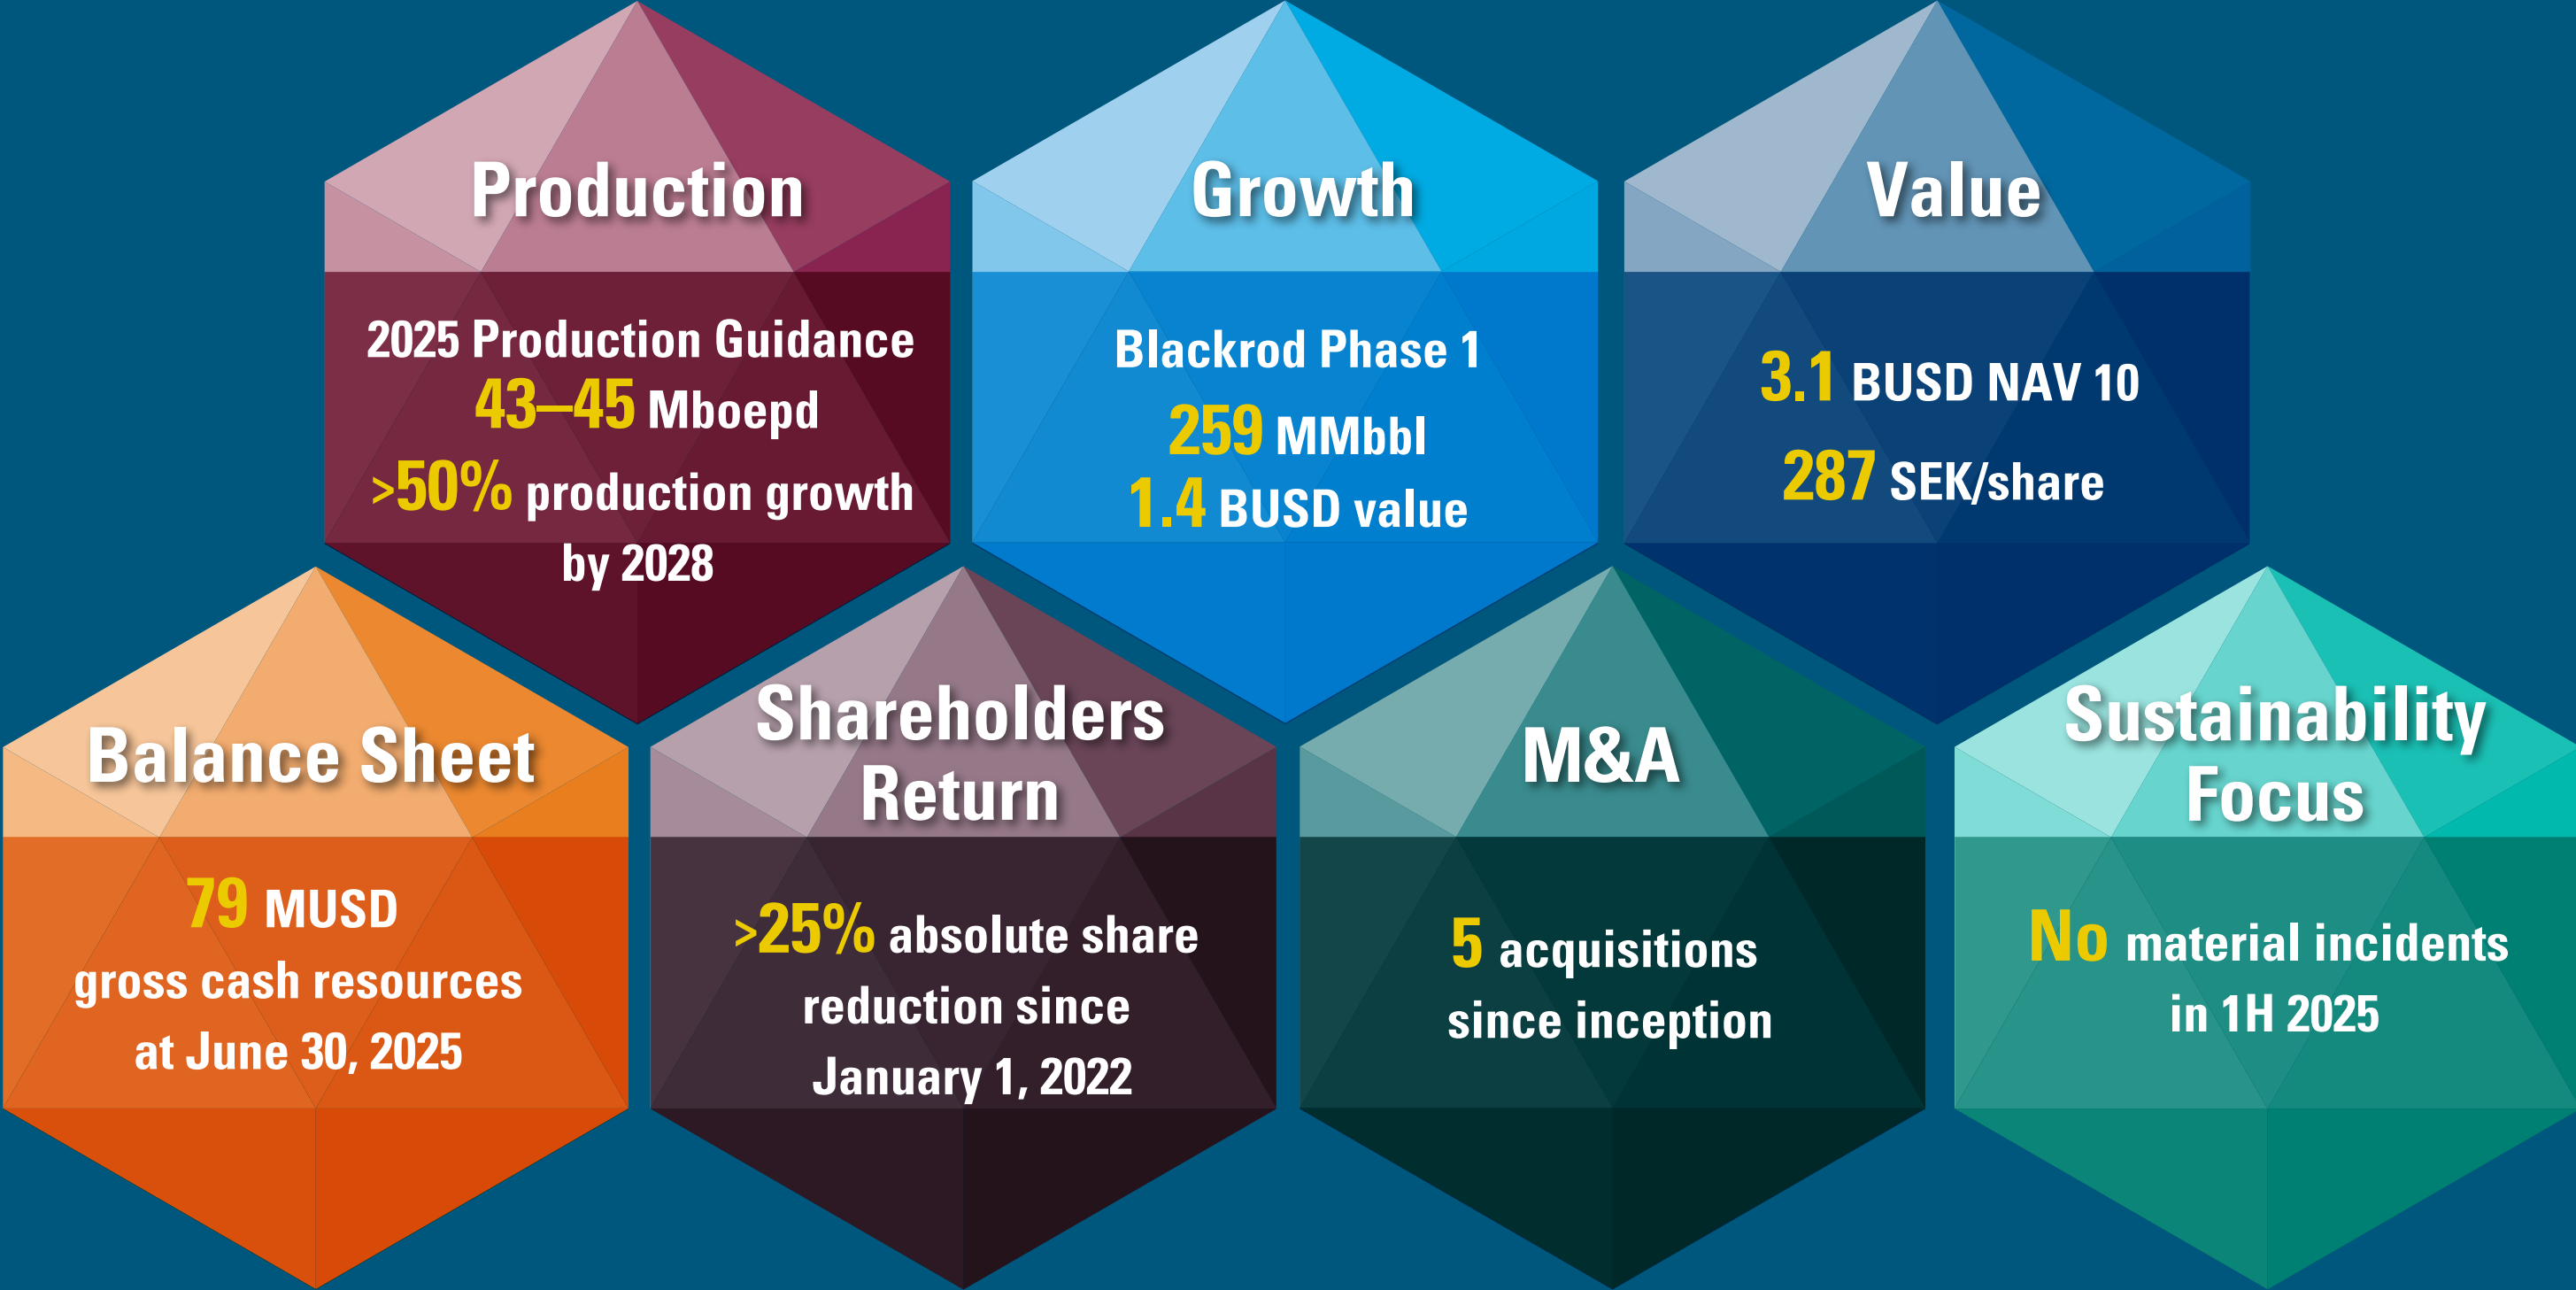 Production
2025 Production Guidance
43–45 Mboepd
>50% production growth
by 2028
Growth
Blackrod Phase 1
259 MMbbl
1.4 BUSD value
Value
3.1 BUSD NAV 10
287 SEK/share
Balance Sheet
79 MUSD
gross cash resources
at June 30, 2025
Shareholders
Return
>25% absolute share
reduction since
January 1, 2022
M&A
5 acquisitions
since inception
Sustainability
Focus
No material incidents
in 1H 2025